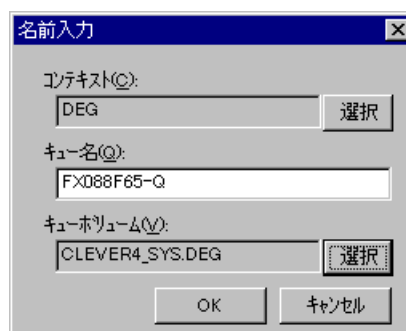 名前入力
コンテキスト(C):
DEG
選択
キュー名(Q):
FX088F65-Q
キューボリューム(V):
CLEVER4_SYS.DEG
選択
OK キャンセル